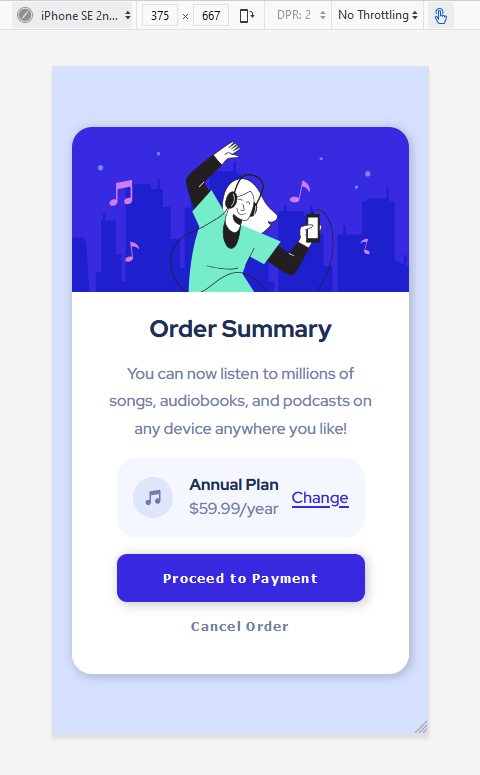 iPhone SE 2n... 375 × 667 DPR: 2 No Throttling
Order Summary
You can now listen to millions of
songs, audiobooks, and podcasts on
any device anywhere you like!
Annual Plan
$59.99/year
Change
Proceed to Payment
Cancel Order